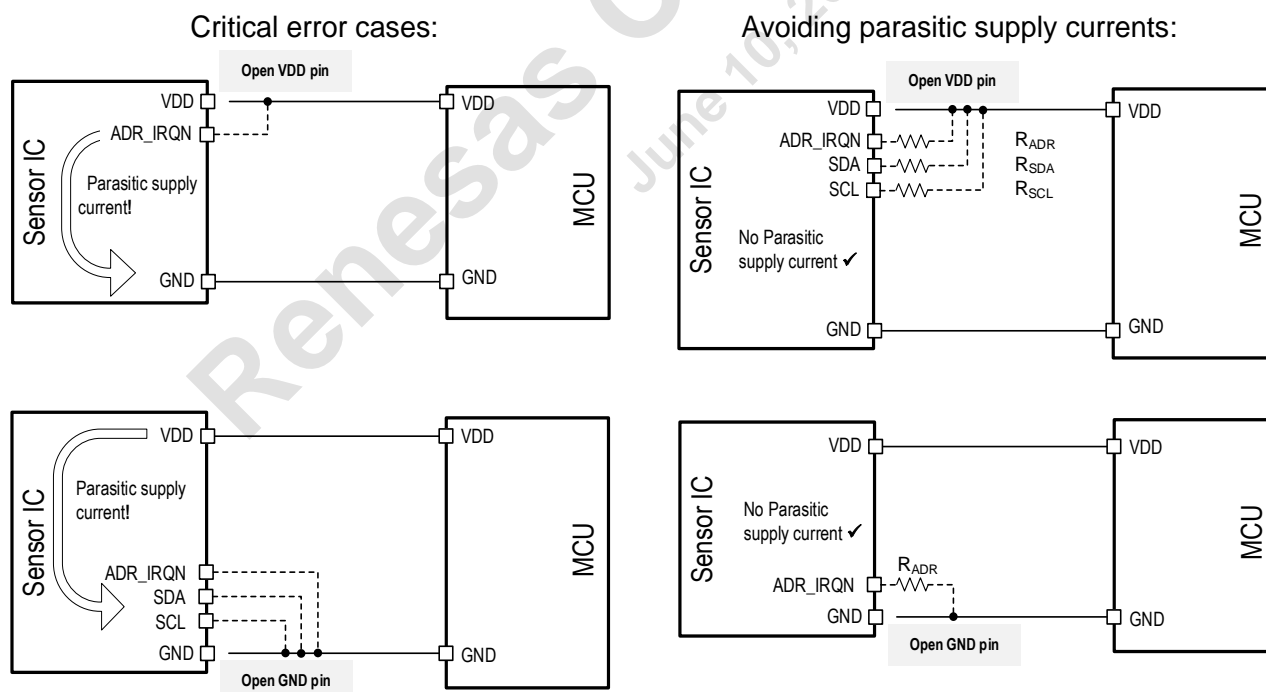 Critical error cases:
Open VDD pin
VDD
ADR_IRQN
Parasitic supply
current!
GND
Sensor IC
VDD
GND
MCU
Avoiding parasitic supply currents:
Open VDD pin
VDD
ADR_IRQN
SDA
SCL
RADR
RSDA
RSCL
No Parasitic
supply current ✓
GND
Sensor IC
VDD
GND
MCU
VDD
Parasitic supply
current!
ADR_IRQN
SDA
SCL
GND
Open GND pin
Sensor IC
VDD
GND
MCU
VDD
No Parasitic
supply current ✓
RADR
ADR_IRQN
GND
Open GND pin
Sensor IC
VDD
GND
MCU
Renesas C
June 10, 20